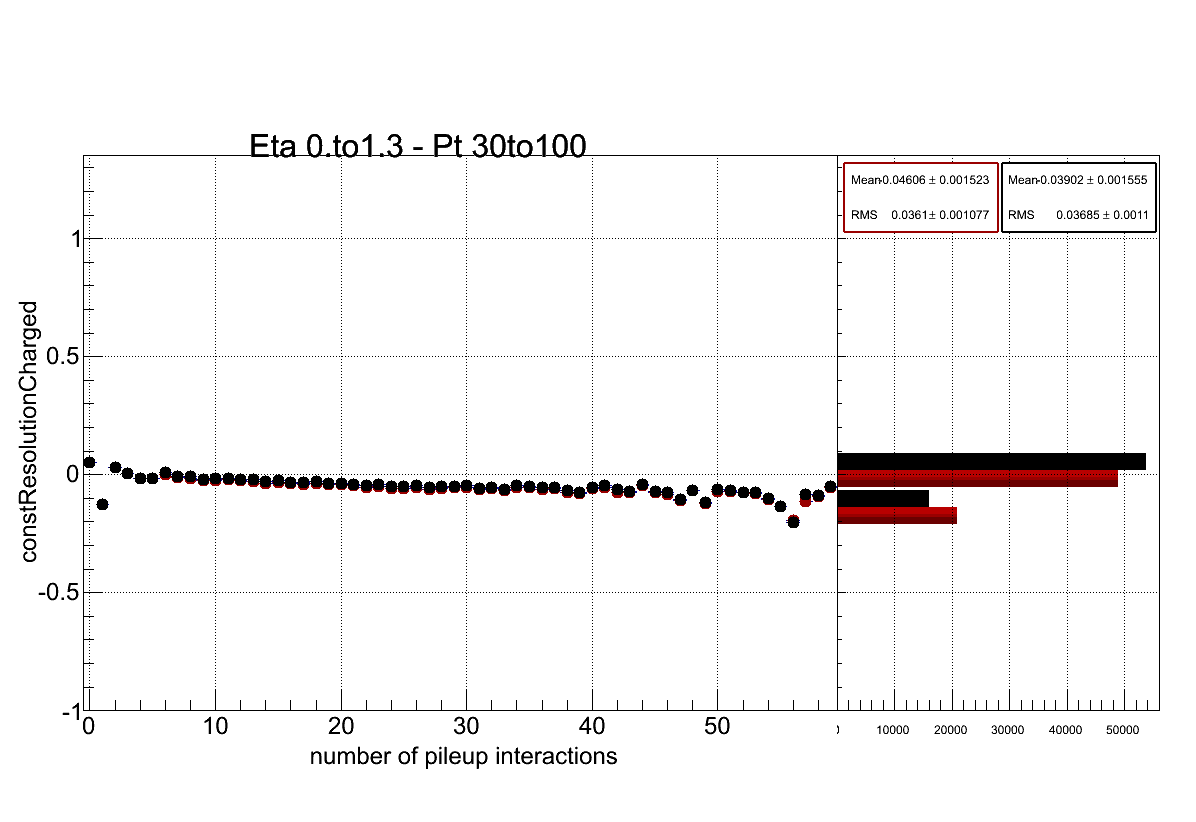 Eta 0.to1.3 - Pt 30to100
Mean-0.04606 ± 0.001523
RMS 0.0361± 0.001077
Mean-0.03902 ± 0.001555
RMS 0.03685 ± 0.0011
constResolutionCharged
1
0.5
0
-0.5
-1
0 10 20 30 40 50
number of pileup interactions
10000 20000 30000 40000 50000